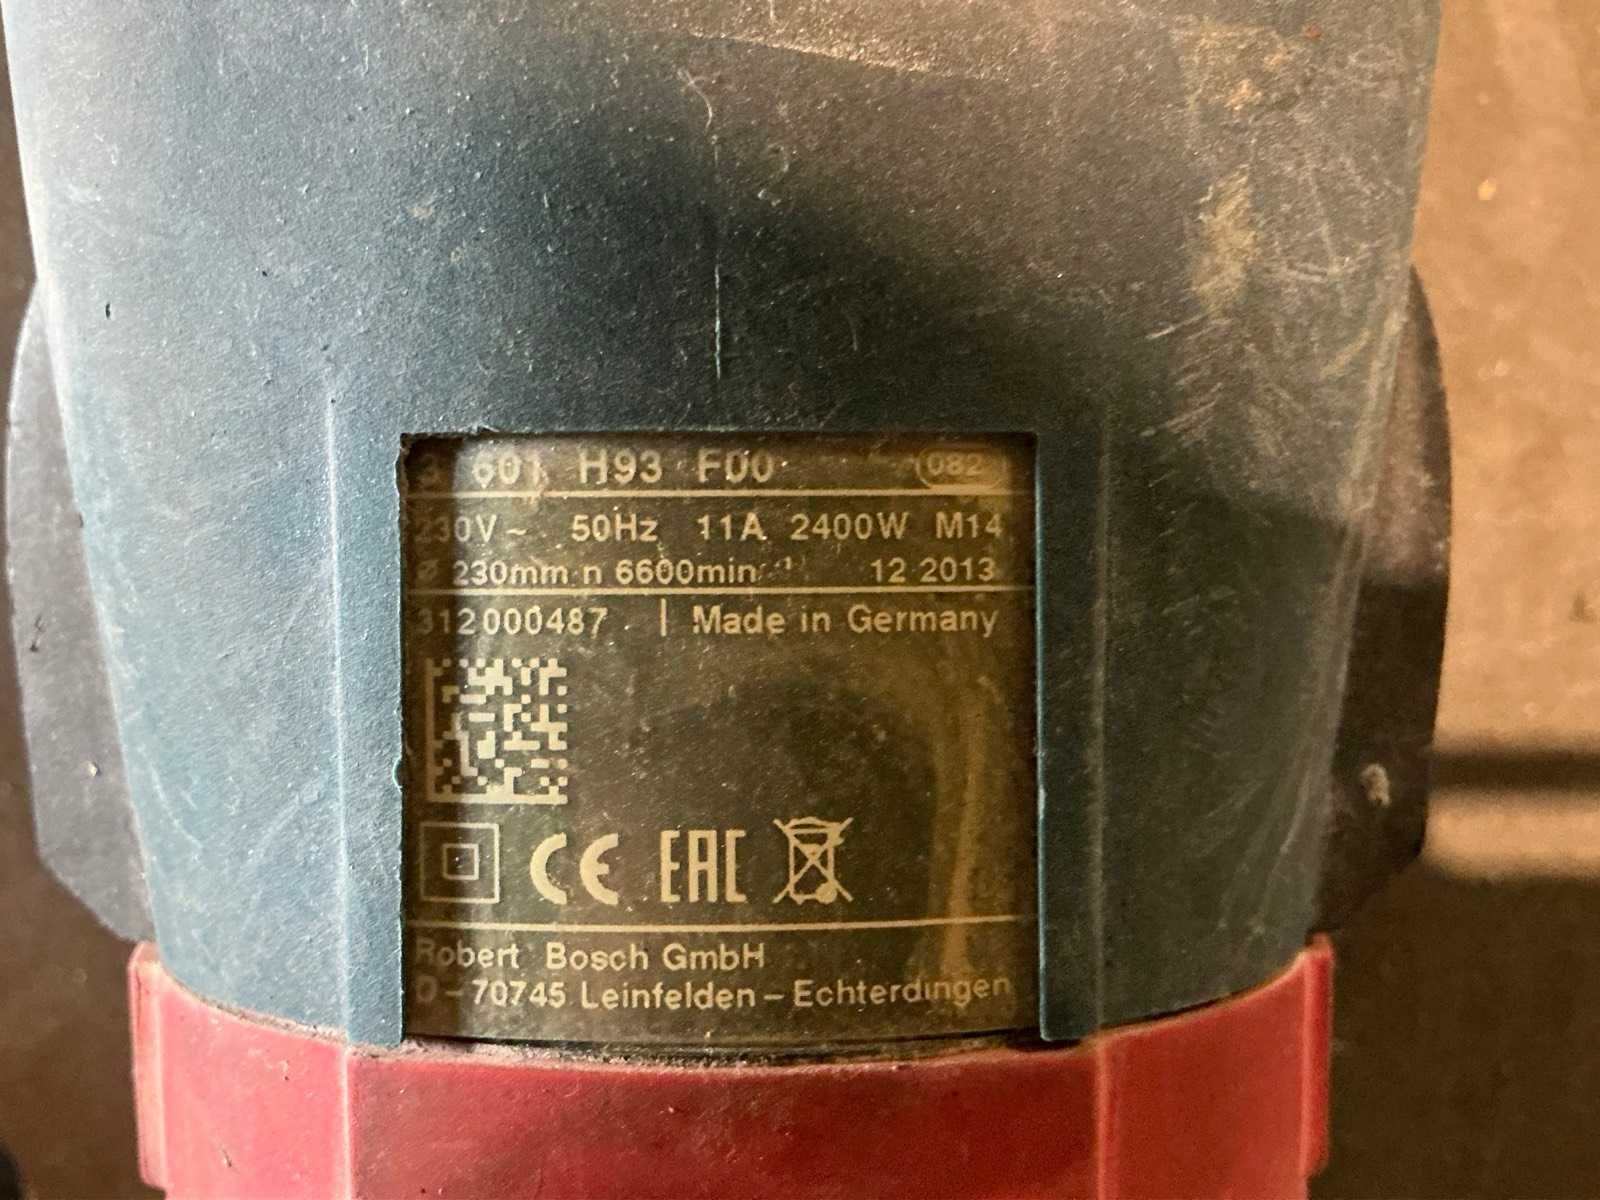 3 601 H93 F00 082
230V~ 50Hz 11A 2400W M14
ø 230mm n 6600min⁻¹ 12 2013
312000487 | Made in Germany
CE EAC
Robert Bosch GmbH
D-70745 Leinfelden-Echterdingen